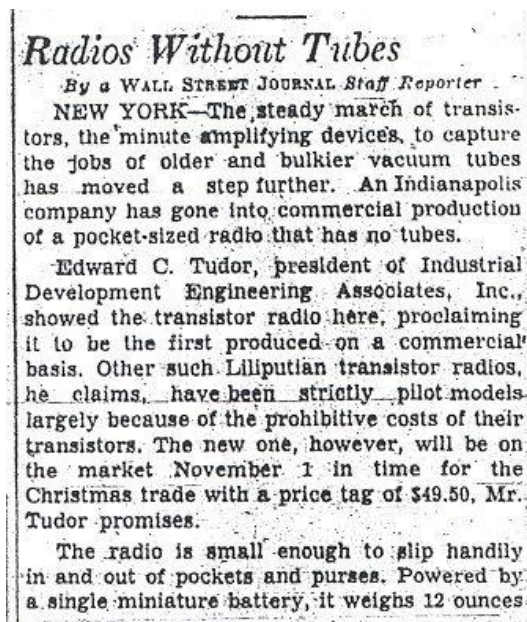 Radios Without Tubes
By a WALL STREET JOURNAL Staff Reporter
NEW YORK—The steady march of transis-
tors, the minute amplifying devices, to capture
the jobs of older and bulkier vacuum tubes
has moved a step further. An Indianapolis
company has gone into commercial production
of a pocket-sized radio that has no tubes.
Edward C. Tudor, president of Industrial
Development Engineering Associates, Inc.,
showed the transistor radio here, proclaiming
it to be the first produced on a commercial
basis. Other such Liliputian transistor radios,
he claims, have been strictly pilot models
largely because of the prohibitive costs of their
transistors. The new one, however, will be on
the market November 1 in time for the
Christmas trade with a price tag of $49.50, Mr.
Tudor promises.
The radio is small enough to slip handily
in and out of pockets and purses. Powered by
a single miniature battery, it weighs 12 ounces